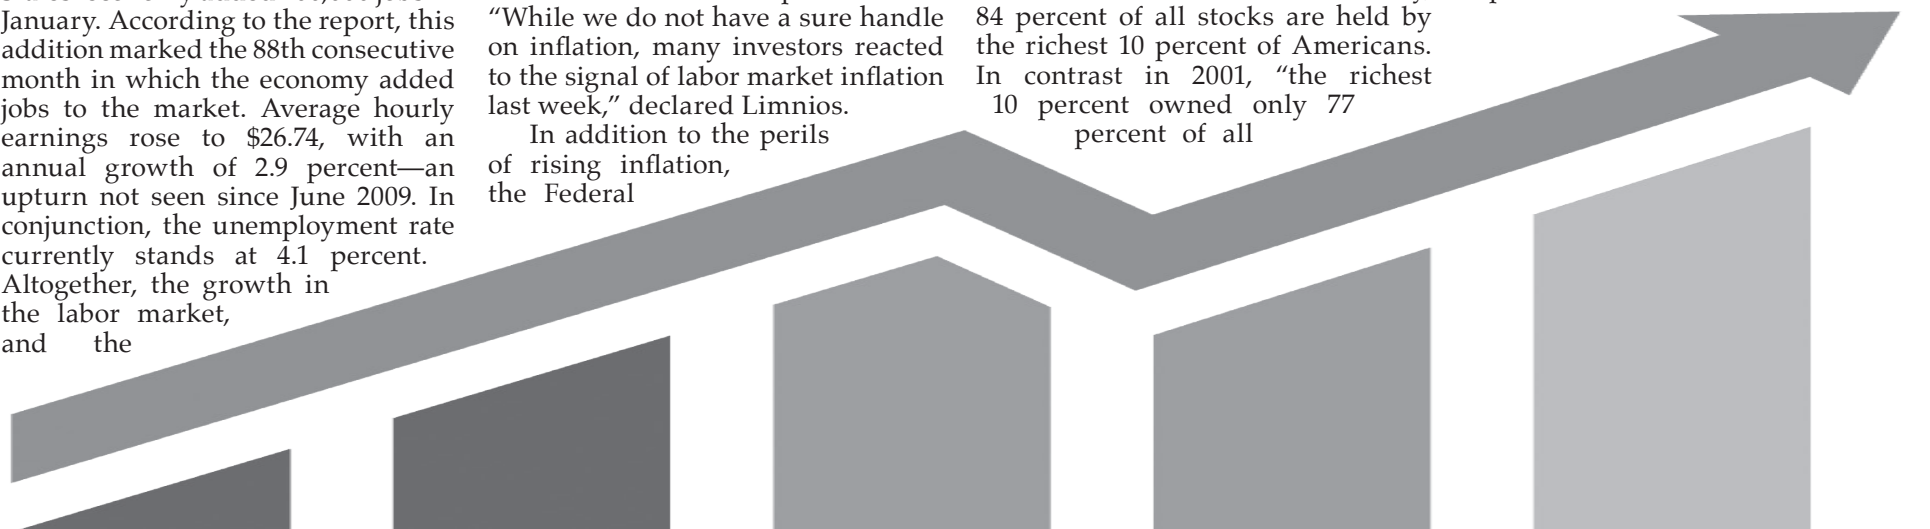 January. According to the report, this
addition marked the 88th consecutive
month in which the economy added
jobs to the market. Average hourly
earnings rose to $26.74, with an
annual growth of 2.9 percent—an
upturn not seen since June 2009. In
conjunction, the unemployment rate
currently stands at 4.1 percent.
Altogether, the growth in
the labor market,
and the
“While we do not have a sure handle
on inflation, many investors reacted
to the signal of labor market inflation
last week,” declared Limnios.
In addition to the perils
of rising inflation,
the Federal
84 percent of all stocks are held by
the richest 10 percent of Americans.
In contrast in 2001, “the richest
10 percent owned only 77
percent of all